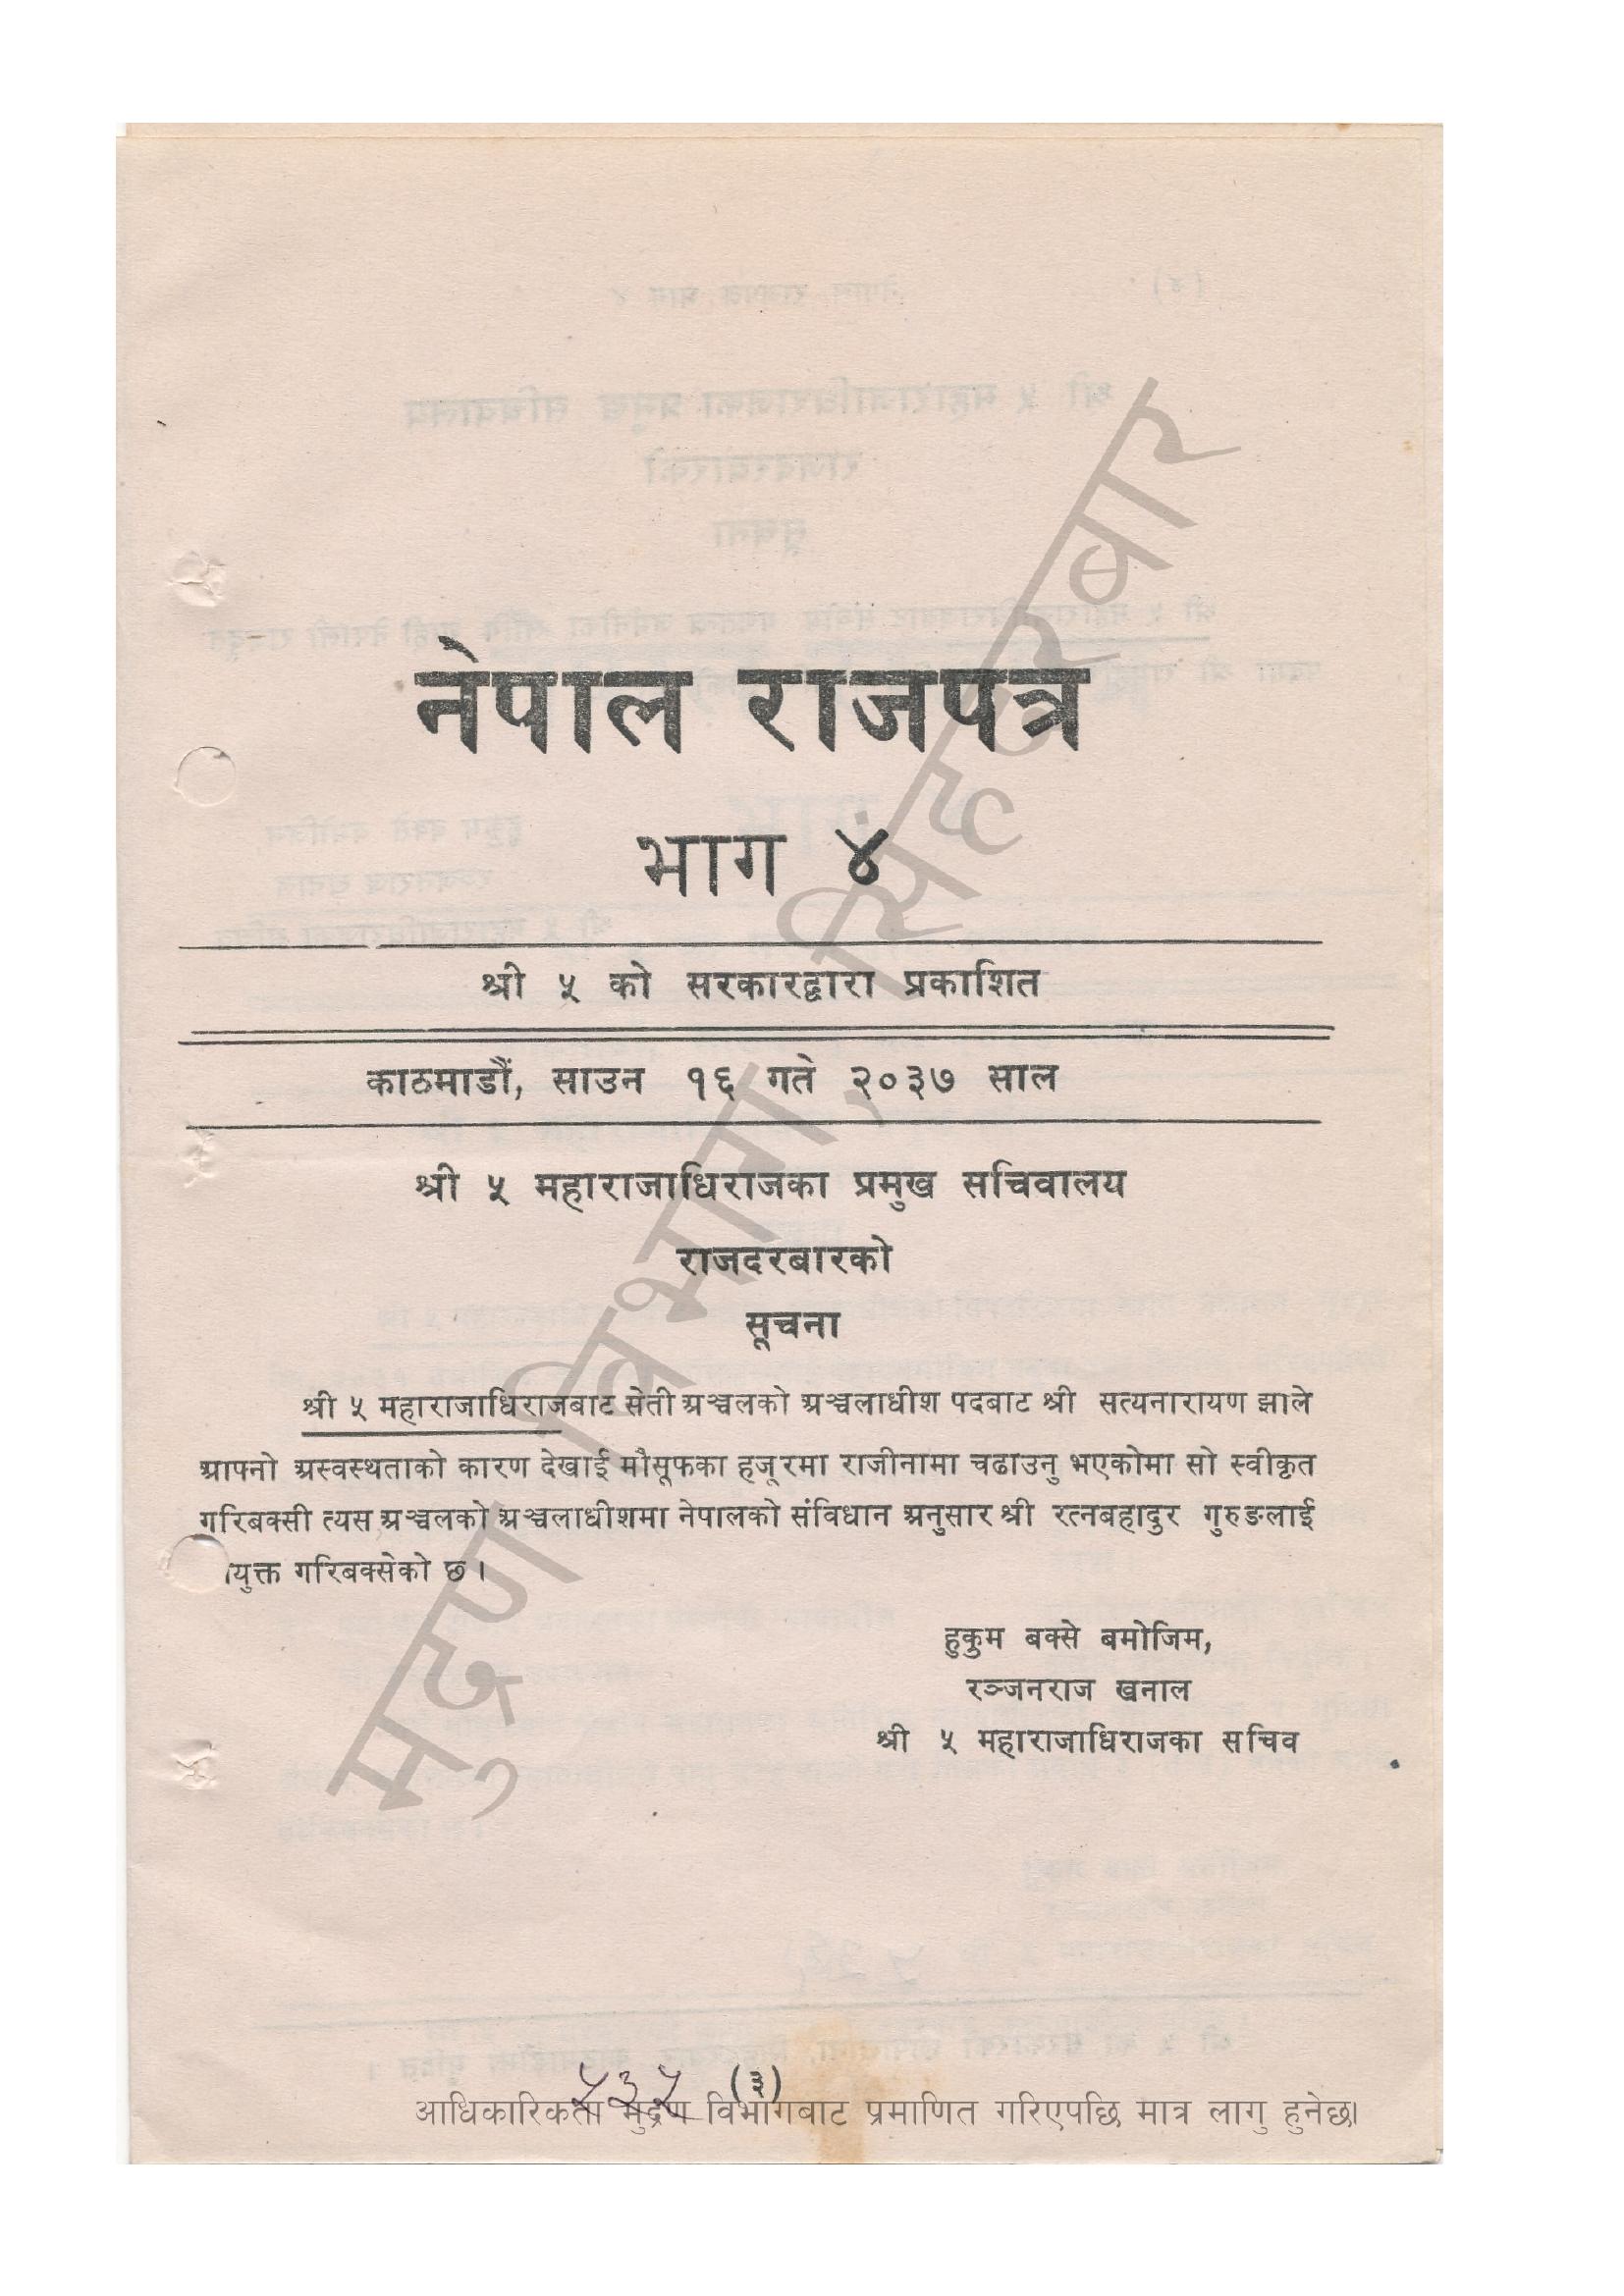 नेपाल राजपत्र
भाग ४
श्री ५ को सरकारद्वारा प्रकाशित
काठमाडौं, साउन १६ गते २०३७ साल
श्री ५ महाराजाधिराजका प्रमुख सचिवालय
राजदरबारको
सूचना
श्री ५ महाराजाधिराजबाट सेती अञ्चलको अञ्चलाधीश पदबाट श्री सत्यनारायण झाले
आफ्नो अस्वस्थताको कारण देखाई मौसूफका हजूरमा राजीनामा चढाउनु भएकोमा सो स्वीकृत
गरिबक्सी त्यस अञ्चलको अञ्चलाधीशमा नेपालको संविधान अनुसार श्री रत्नबहादुर गुरुङलाई
युक्त गरिबक्सेको छ ।
हुकुम बक्से बमोजिम,
रञ्जनराज खनाल
श्री ५ महाराजाधिराजका सचिव
मुद्रण विभाग, सिंहदरबार
५३५ (३)
आधिकारिकता मुद्रण विभागबाट प्रमाणित गरिएपछि मात्र लागु हुनेछ।